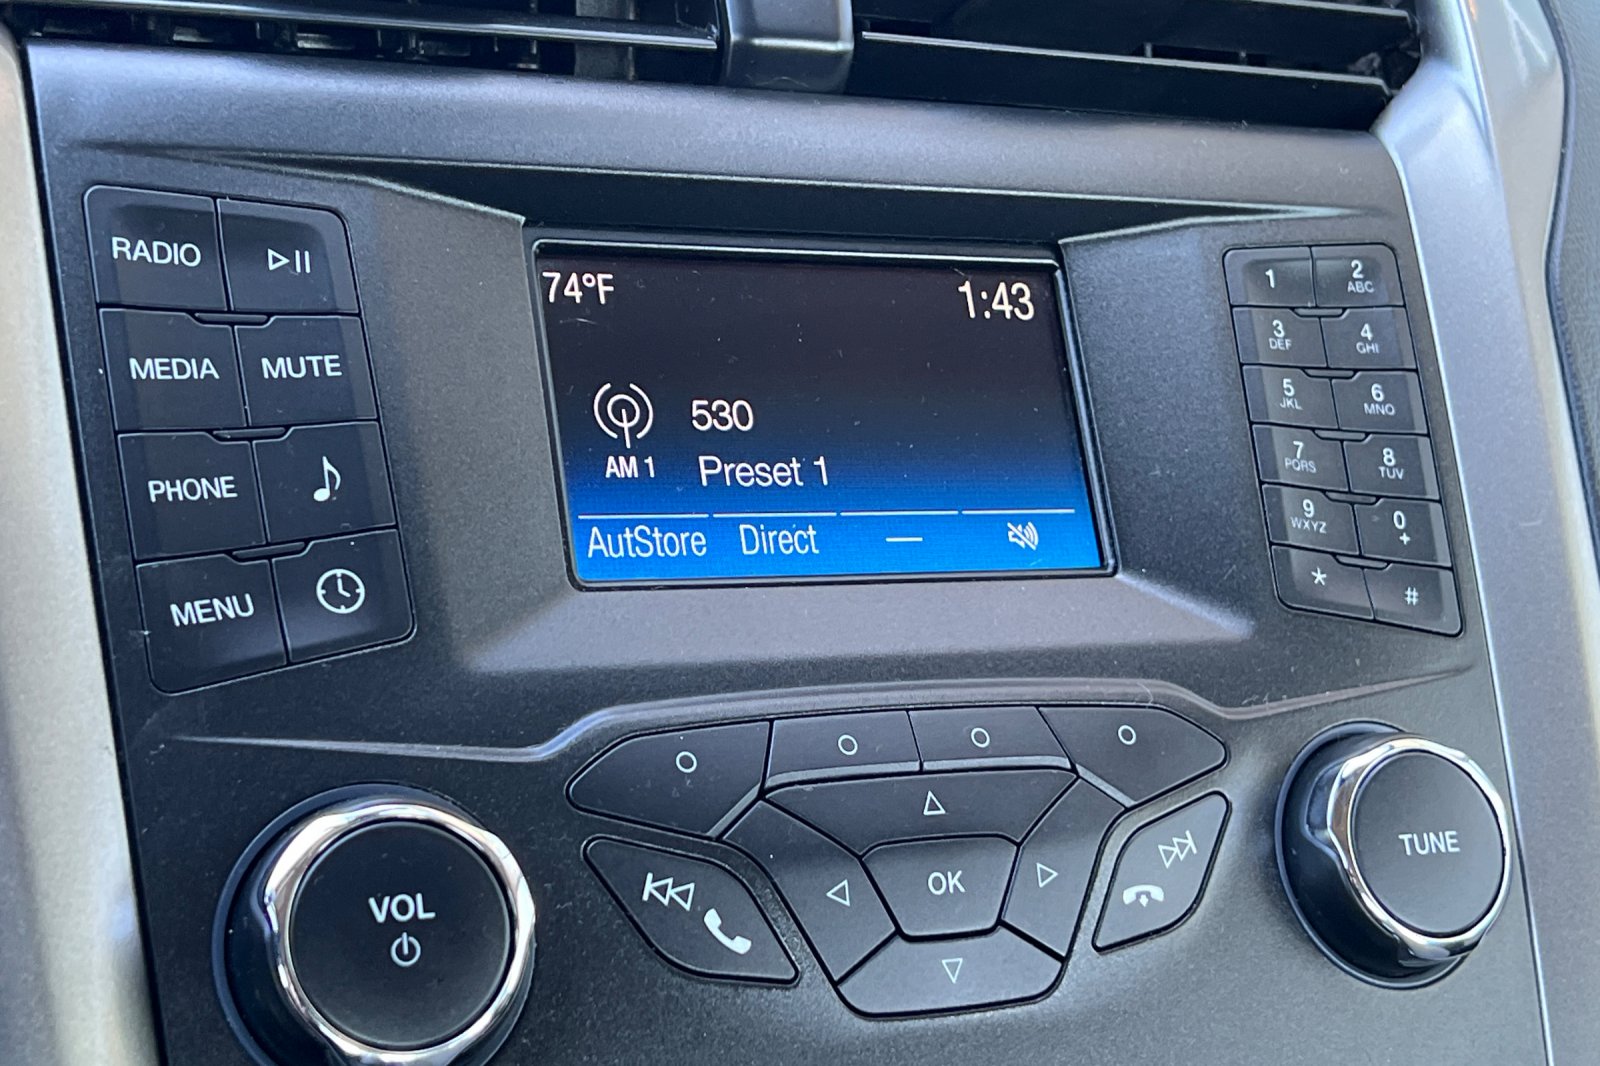 RADIO
MEDIA MUTE
PHONE
MENU
74°F 1:43
530
AM 1 Preset 1
AutStore Direct —
1 2 ABC
3 DEF 4 GHI
5 JKL 6 MNO
7 PQRS 8 TUV
9 WXYZ 0 +
* #
VOL
OK
TUNE